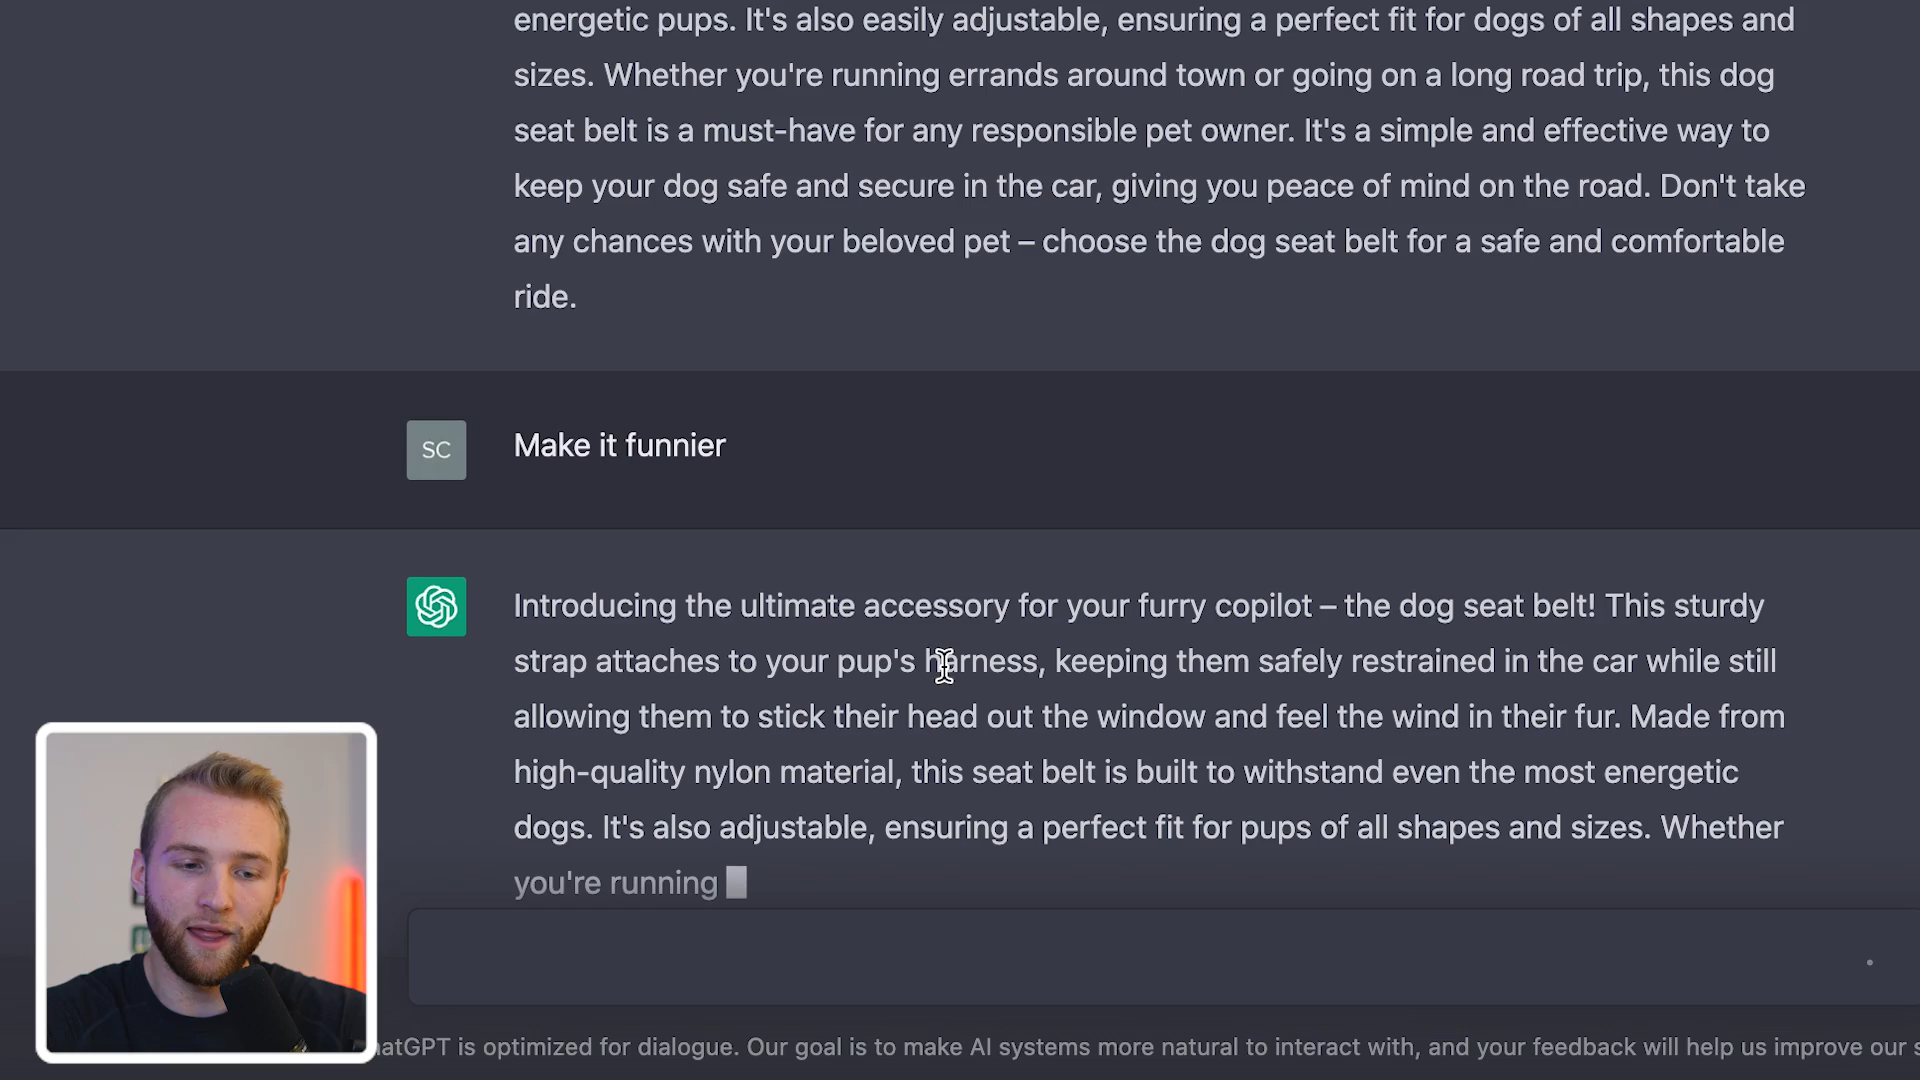 energetic pups. It's also easily adjustable, ensuring a perfect fit for dogs of all shapes and
sizes. Whether you're running errands around town or going on a long road trip, this dog
seat belt is a must-have for any responsible pet owner. It's a simple and effective way to
keep your dog safe and secure in the car, giving you peace of mind on the road. Don't take
any chances with your beloved pet – choose the dog seat belt for a safe and comfortable
ride.
SC
Make it funnier
Introducing the ultimate accessory for your furry copilot – the dog seat belt! This sturdy
strap attaches to your pup's harness, keeping them safely restrained in the car while still
allowing them to stick their head out the window and feel the wind in their fur. Made from
high-quality nylon material, this seat belt is built to withstand even the most energetic
dogs. It's also adjustable, ensuring a perfect fit for pups of all shapes and sizes. Whether
you're running
atGPT is optimized for dialogue. Our goal is to make AI systems more natural to interact with, and your feedback will help us improve our s